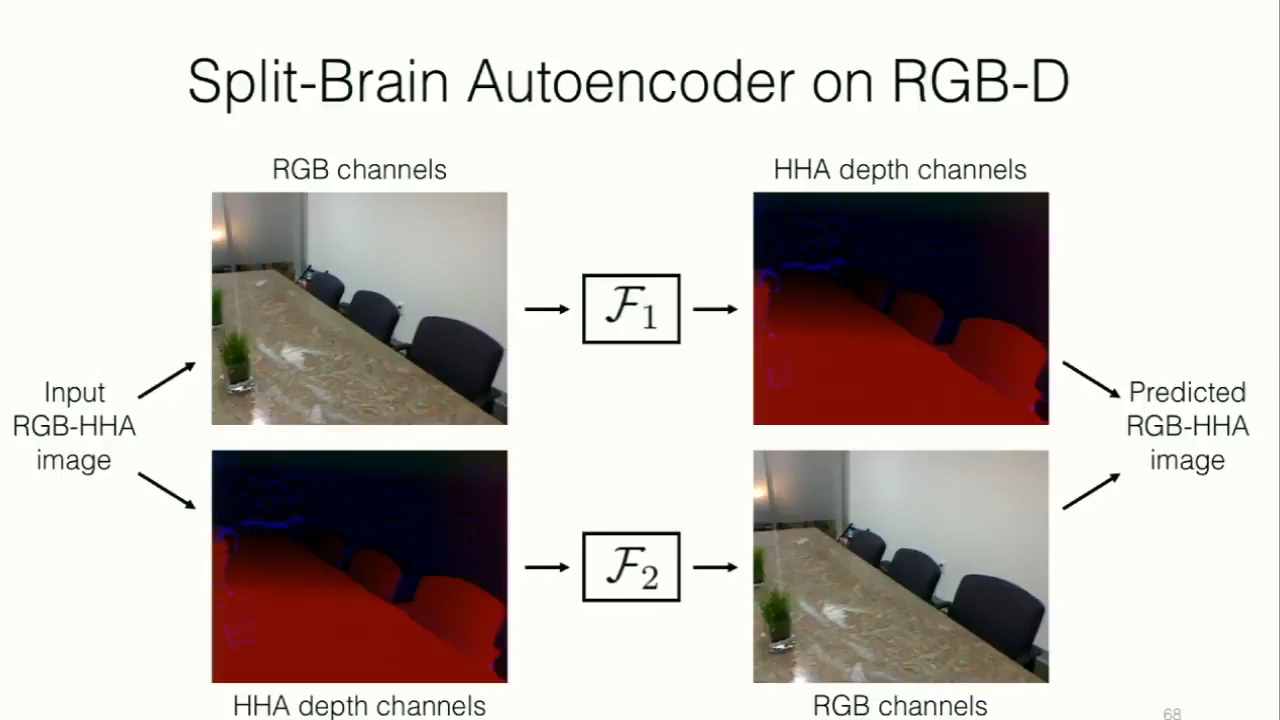 Split-Brain Autoencoder on RGB-D
RGB channels
HHA depth channels
Input
RGB-HHA
image
ℱ₁
Predicted
RGB-HHA
image
ℱ₂
HHA depth channels
RGB channels
68